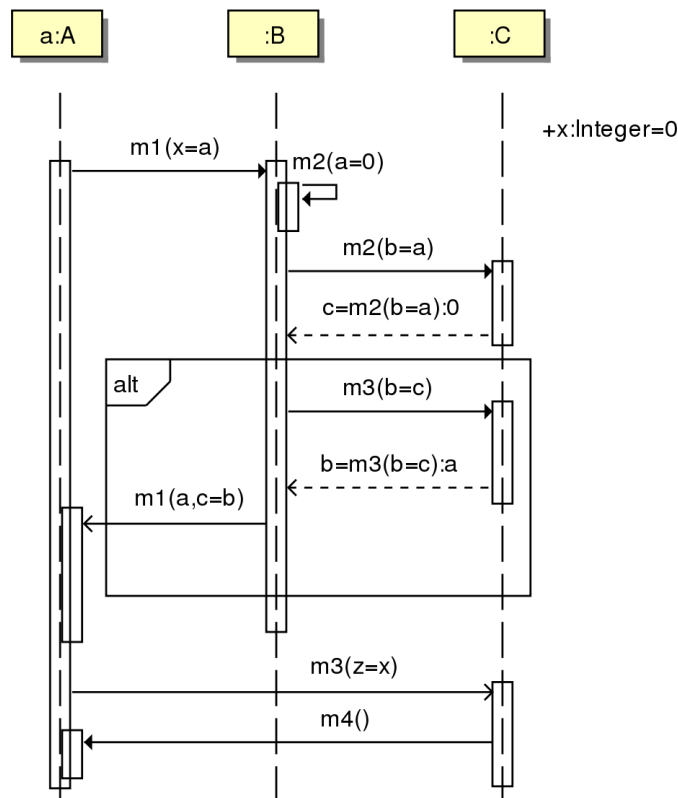 a:A
:B
:C
+x:Integer=0
m1(x=a)
m2(a=0)
m2(b=a)
c=m2(b=a):0
alt
m3(b=c)
b=m3(b=c):a
m1(a,c=b)
m3(z=x)
m4()